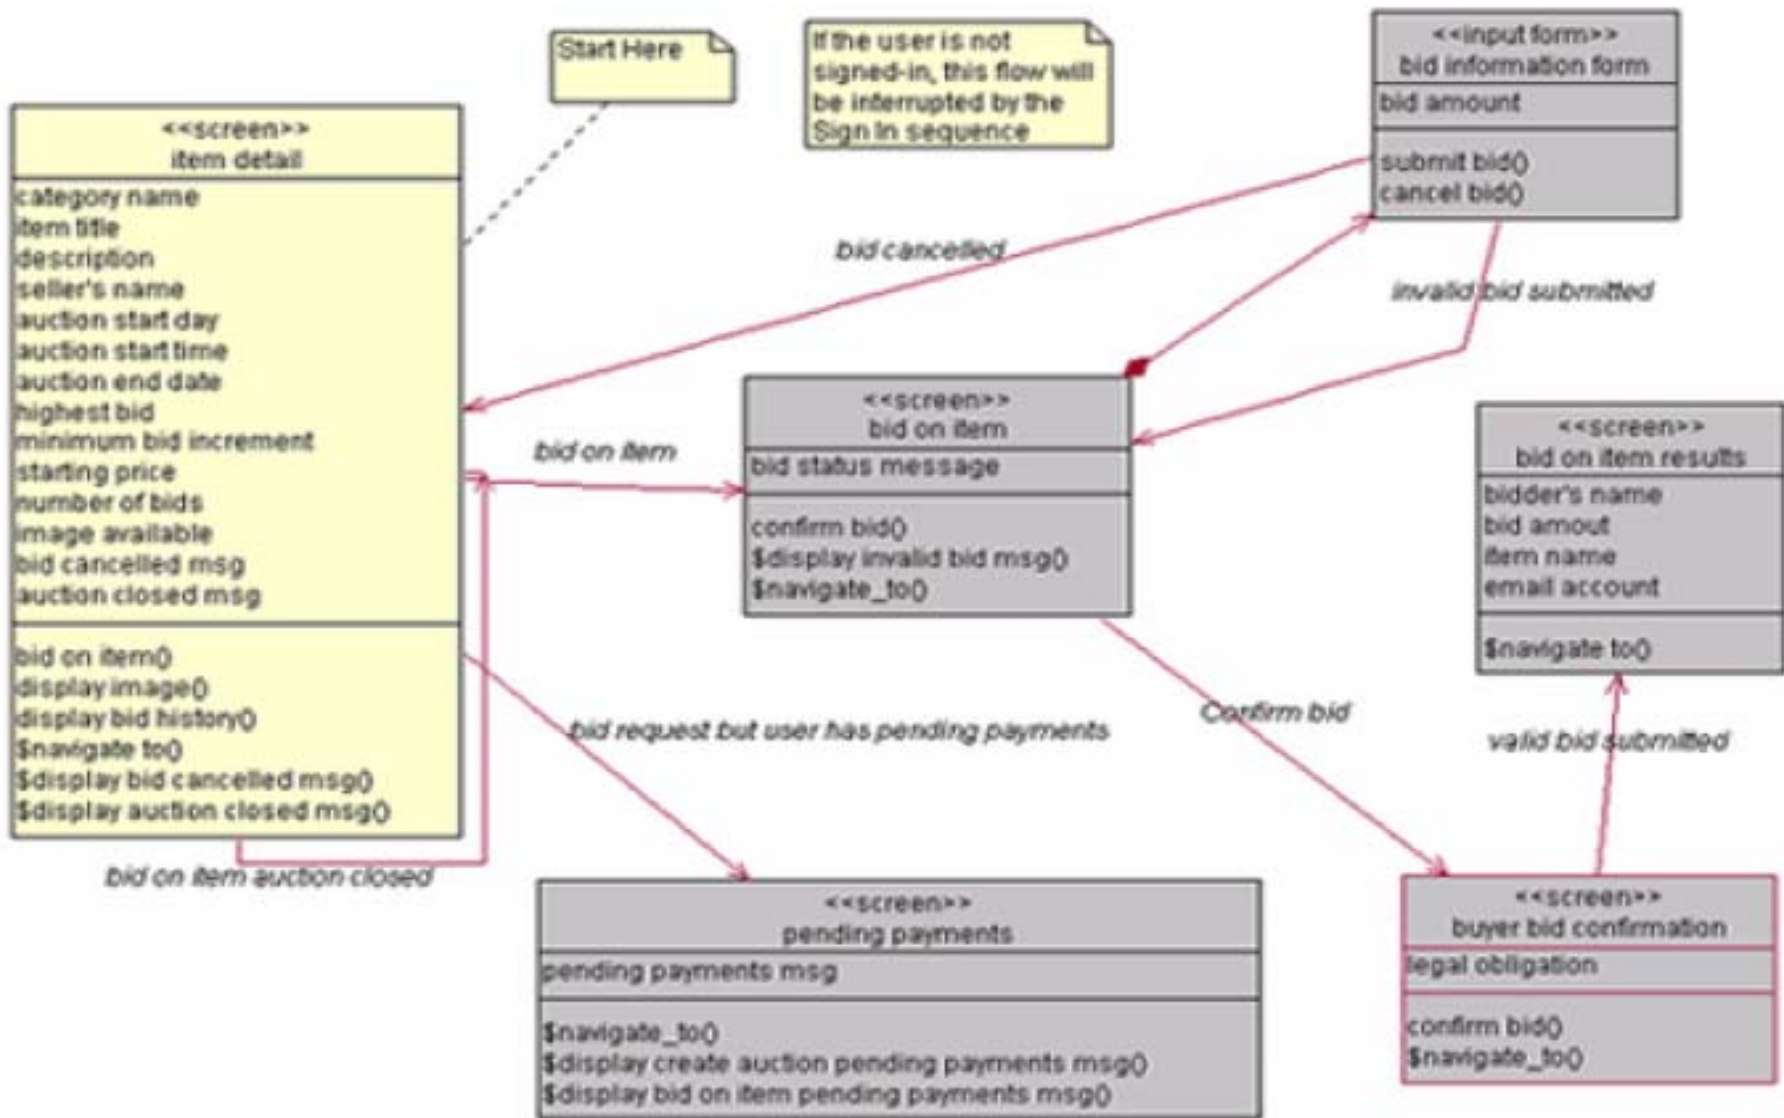 Start Here
If the user is not
signed-in, this flow will
be interrupted by the
Sign In sequence
<<input form>>
bid information form
bid amount
submit bid()
cancel bid()
<<screen>>
item detail
category name
item title
description
seller's name
auction start day
auction start time
auction end date
highest bid
minimum bid increment
starting price
number of bids
image available
bid cancelled msg
auction closed msg
bid on item()
display image()
display bid history()
$navigate to()
$display bid cancelled msg()
$display auction closed msg()
bid cancelled
invalid bid submitted
bid on item
<<screen>>
bid on item
bid status message
confirm bid()
$display invalid bid msg()
$navigate_to()
<<screen>>
bid on item results
bidder's name
bid amout
item name
email account
$navigate to()
bid request but user has pending payments
Confirm bid
valid bid submitted
bid on item auction closed
<<screen>>
pending payments
pending payments msg
$navigate_to()
$display create auction pending payments msg()
$display bid on item pending payments msg()
<<screen>>
buyer bid confirmation
legal obligation
confirm bid()
$navigate_to()